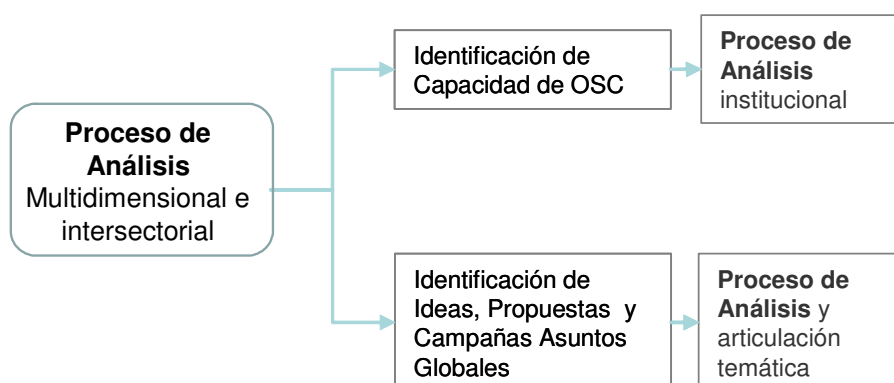 Proceso de
Análisis
Multidimensional e
intersectorial
Identificación de
Capacidad de OSC
Proceso de
Análisis
institucional
Identificación de
Ideas, Propuestas y
Campañas Asuntos
Globales
Proceso de
Análisis y
articulación
temática